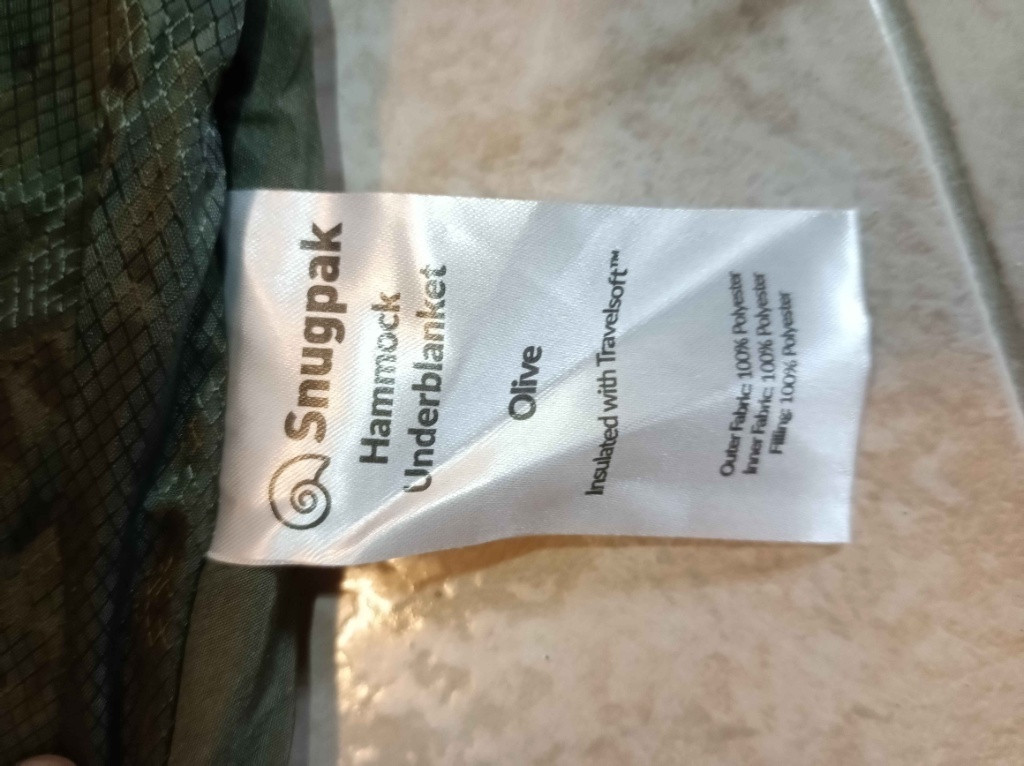 Snugpak
Hammock
Underblanket
Olive
Insulated with Travelsoft™
Outer Fabric: 100% Polyester
Inner Fabric: 100% Polyester
Filling: 100% Polyester